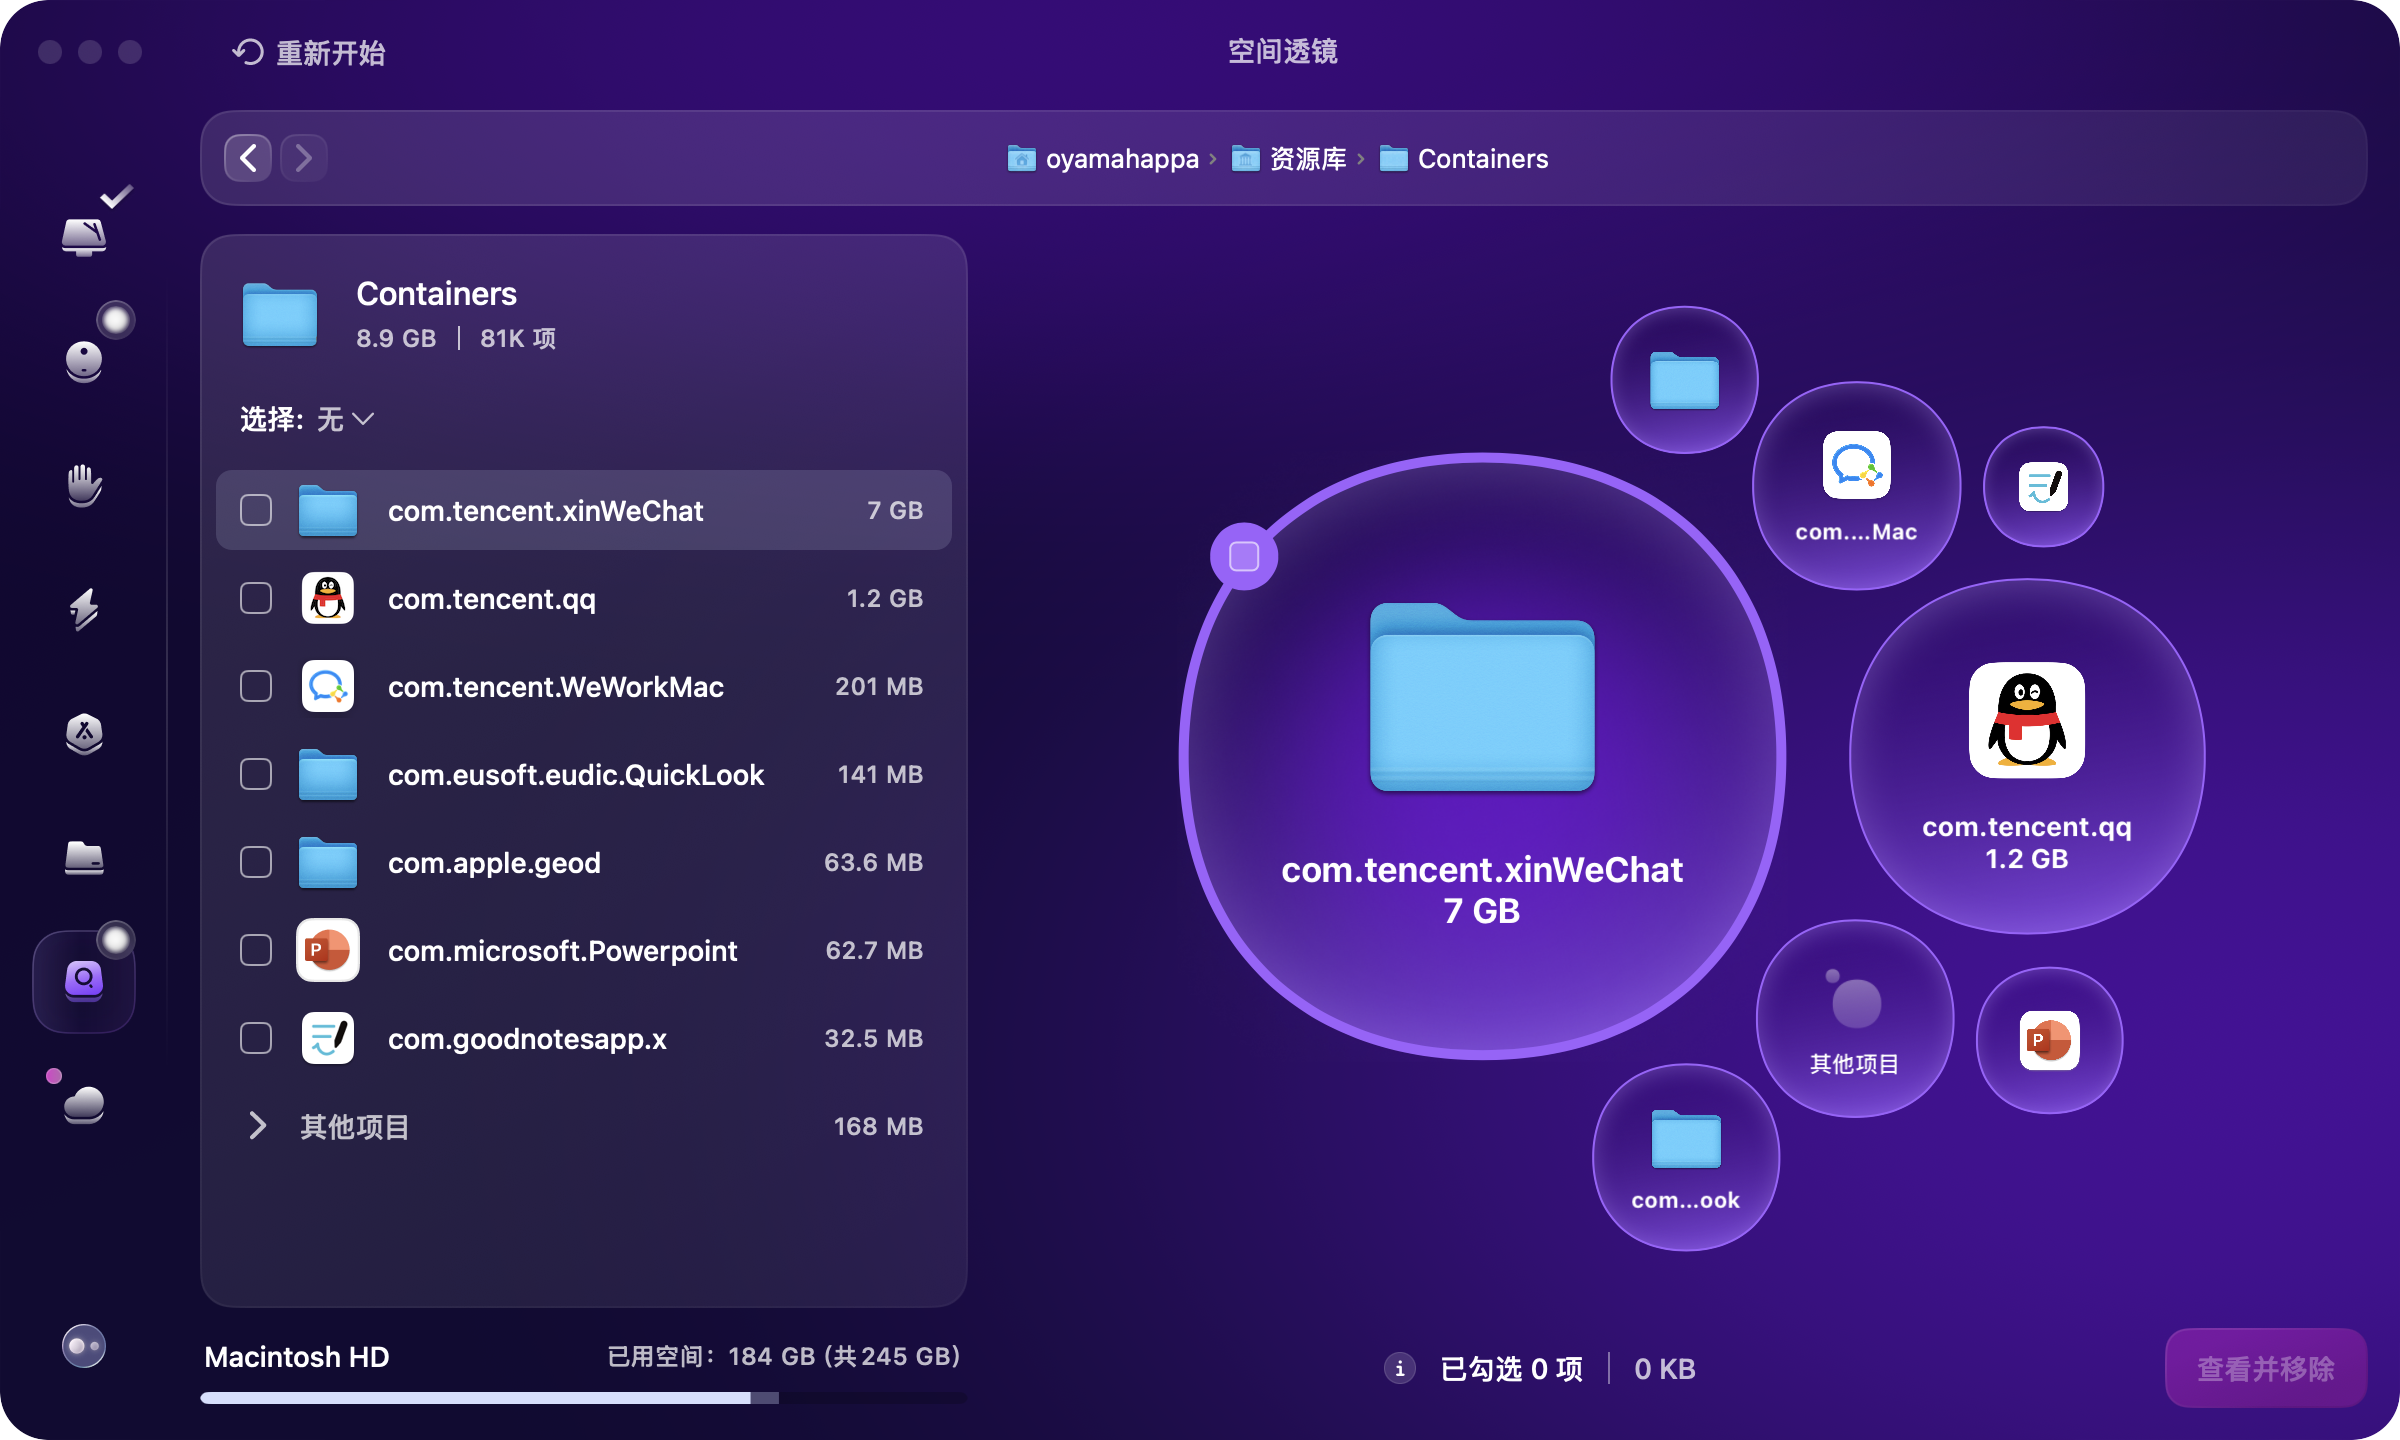 重新开始
空间透镜
oyamahappa › 资源库 › Containers
Containers
8.9 GB | 81K 项
选择: 无
com.tencent.xinWeChat 7 GB
com.tencent.qq 1.2 GB
com.tencent.WeWorkMac 201 MB
com.eusoft.eudic.QuickLook 141 MB
com.apple.geod 63.6 MB
com.microsoft.Powerpoint 62.7 MB
com.goodnotesapp.x 32.5 MB
其他项目 168 MB
com....Mac
com.tencent.xinWeChat
7 GB
com.tencent.qq
1.2 GB
其他项目
com...ook
Macintosh HD
已用空间：184 GB (共 245 GB)
已勾选 0 项 | 0 KB
查看并移除